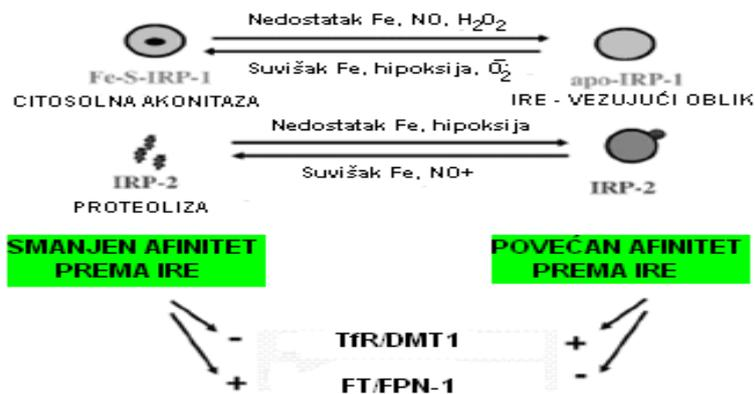 Nedostatak Fe, NO, H₂O₂
Suvišak Fe, hipoksija, O₂⁻
Fe-S-IRP-1
apo-IRP-1
CITOSOLNA AKONITAZA
IRE - VEZUJUĆI OBLIK
Nedostatak Fe, hipoksija
Suvišak Fe, NO+
IRP-2
IRP-2
PROTEOLIZA
SMANJEN AFINITET
PREMA IRE
POVEĆAN AFINITET
PREMA IRE
- TfR/DMT1 +
+ FT/FPN-1 -